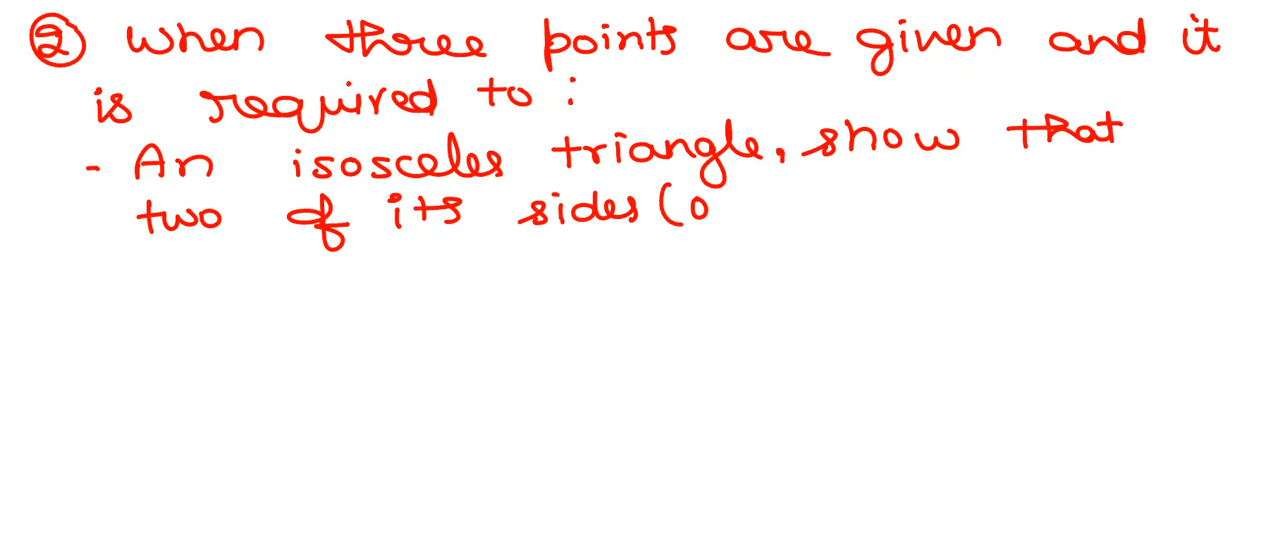 ② when three points are given and it
is required to :
- An isosceles triangle, show that
two of its sides (o